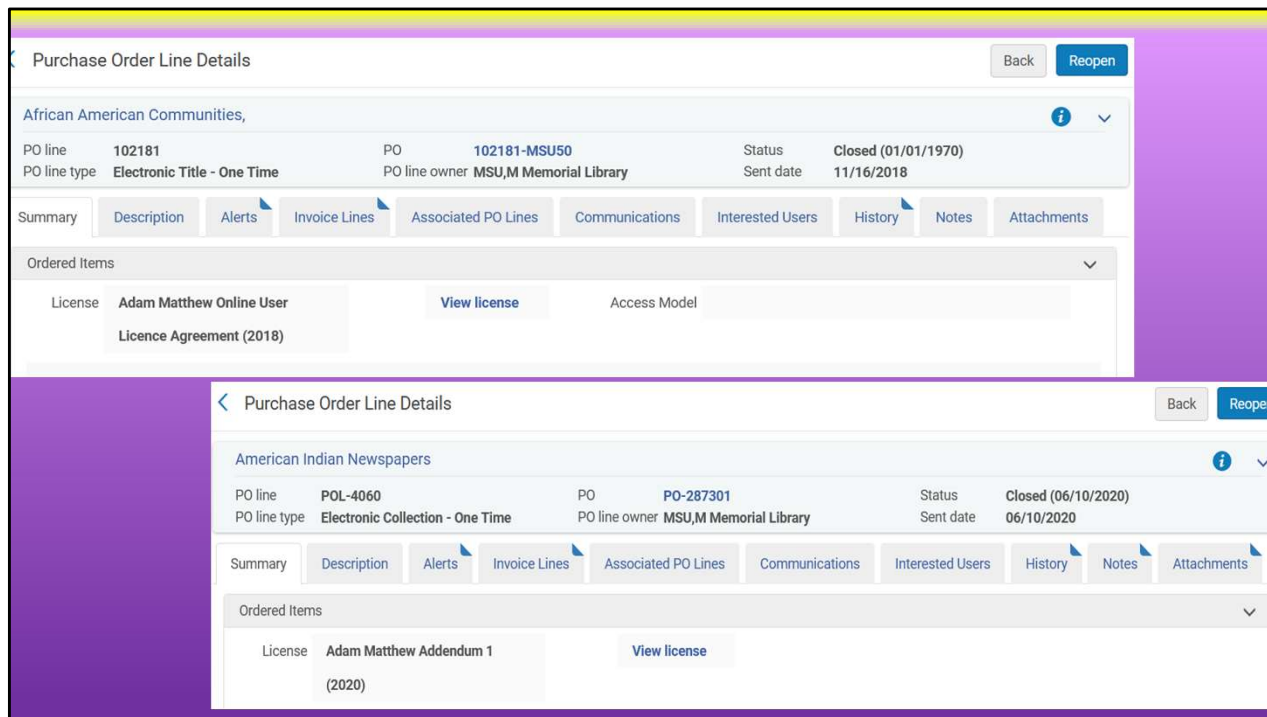 Purchase Order Line Details Back Reopen
African American Communities,
PO line 102181 PO 102181-MSU50 Status Closed (01/01/1970)
PO line type Electronic Title - One Time PO line owner MSU,M Memorial Library Sent date 11/16/2018
Summary Description Alerts Invoice Lines Associated PO Lines Communications Interested Users History Notes Attachments
Ordered Items
License Adam Matthew Online User View license Access Model
Licence Agreement (2018)
Purchase Order Line Details Back Reope
American Indian Newspapers
PO line POL-4060 PO PO-287301 Status Closed (06/10/2020)
PO line type Electronic Collection - One Time PO line owner MSU,M Memorial Library Sent date 06/10/2020
Summary Description Alerts Invoice Lines Associated PO Lines Communications Interested Users History Notes Attachments
Ordered Items
License Adam Matthew Addendum 1 View license
(2020)